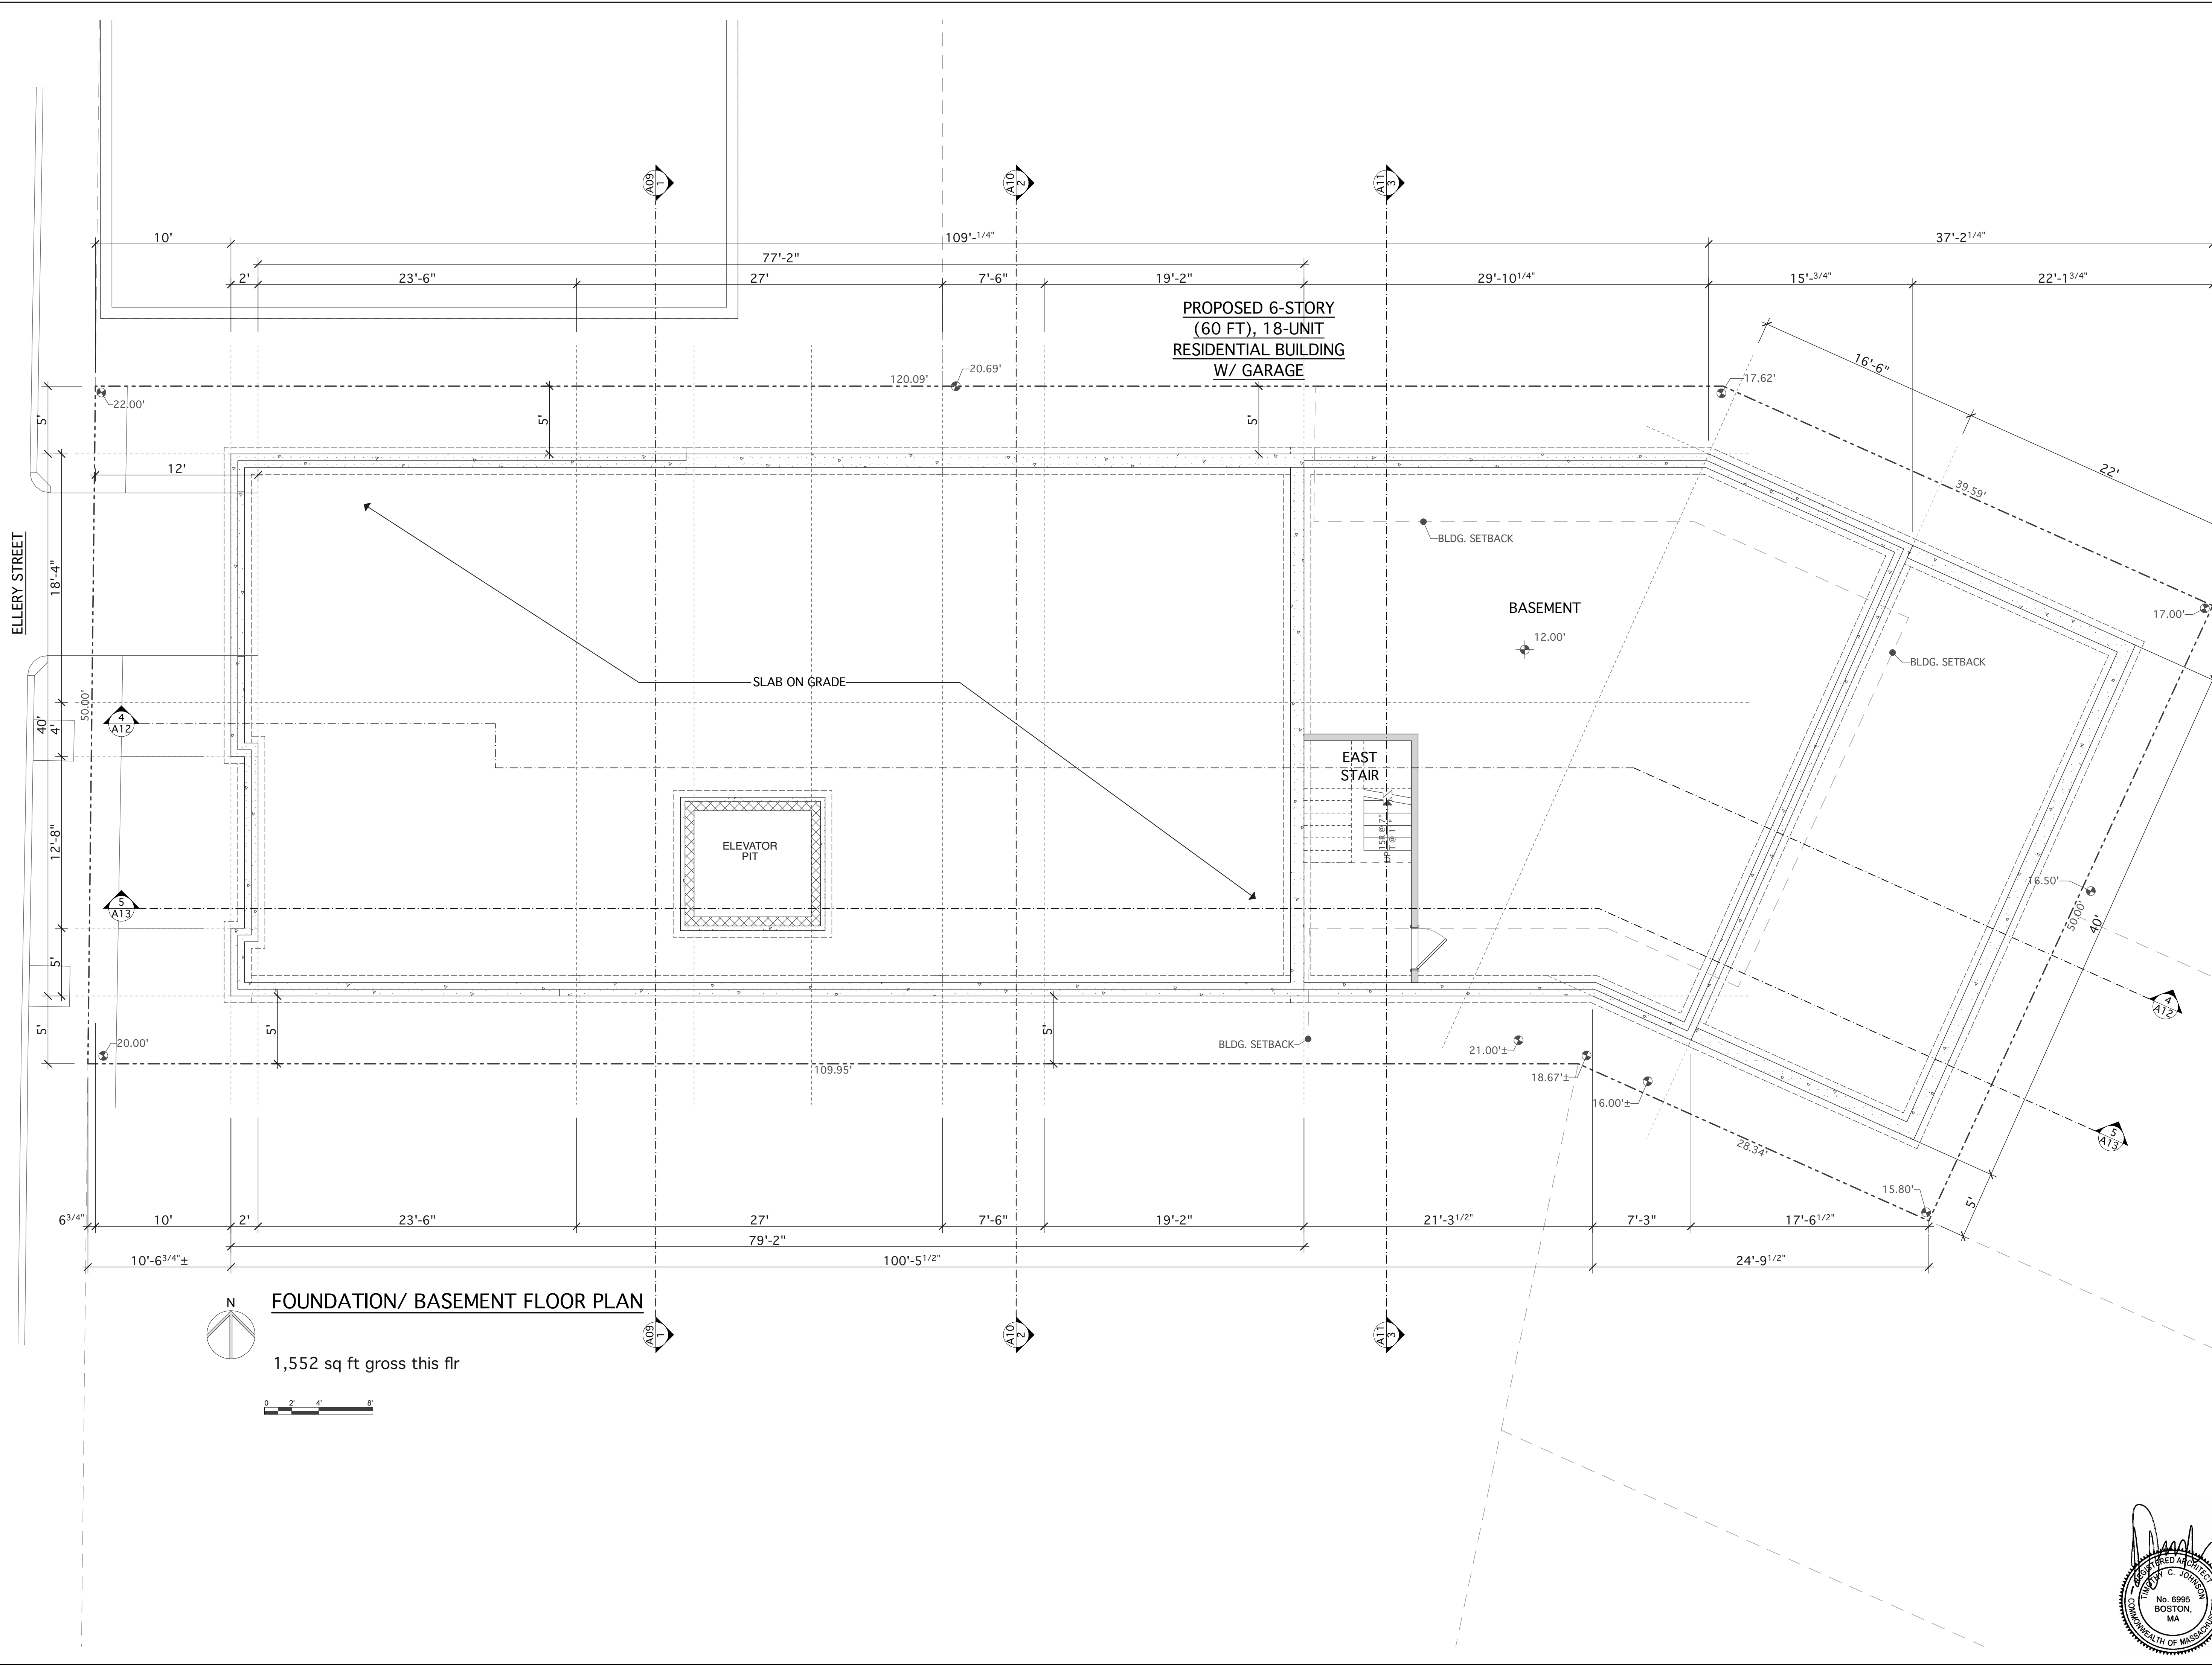 A09
1
A10
2
A11
3
10'
109'-1/4"
37'-2 1/4"
77'-2"
2'
23'-6"
27'
7'-6"
19'-2"
29'-10 1/4"
15'-3/4"
22'-1 3/4"
PROPOSED 6-STORY
(60 FT), 18-UNIT
RESIDENTIAL BUILDING
W/ GARAGE
16'-6"
22'
39.59'
120.09'
20.69'
17.62'
22.00'
5'
5'
5'
12'
BLDG. SETBACK
ELLERY STREET
18'-4"
BASEMENT
12.00'
17.00'
BLDG. SETBACK
SLAB ON GRADE
50.00'
40'
4'
4
A12
EAST
STAIR
15R @ 7"
UP
12'-8"
ELEVATOR
PIT
16.50'
50.00'
40'
5
A13
5'
4
A12
5'
5'
5'
20.00'
109.95'
BLDG. SETBACK
21.00'±
18.67'±
16.00'±
28.34'
5
A13
15.80'
5'
6 3/4"
10'
2'
23'-6"
27'
7'-6"
19'-2"
21'-3 1/2"
7'-3"
17'-6 1/2"
79'-2"
10'-6 3/4"±
100'-5 1/2"
24'-9 1/2"
N
FOUNDATION/ BASEMENT FLOOR PLAN
A09
1
A10
2
A11
3
1,552 sq ft gross this flr
0 2' 4' 8'
REGISTERED ARCHITECT
TIMOTHY C. JOHNSON
No. 6995
BOSTON,
MA
COMMONWEALTH OF